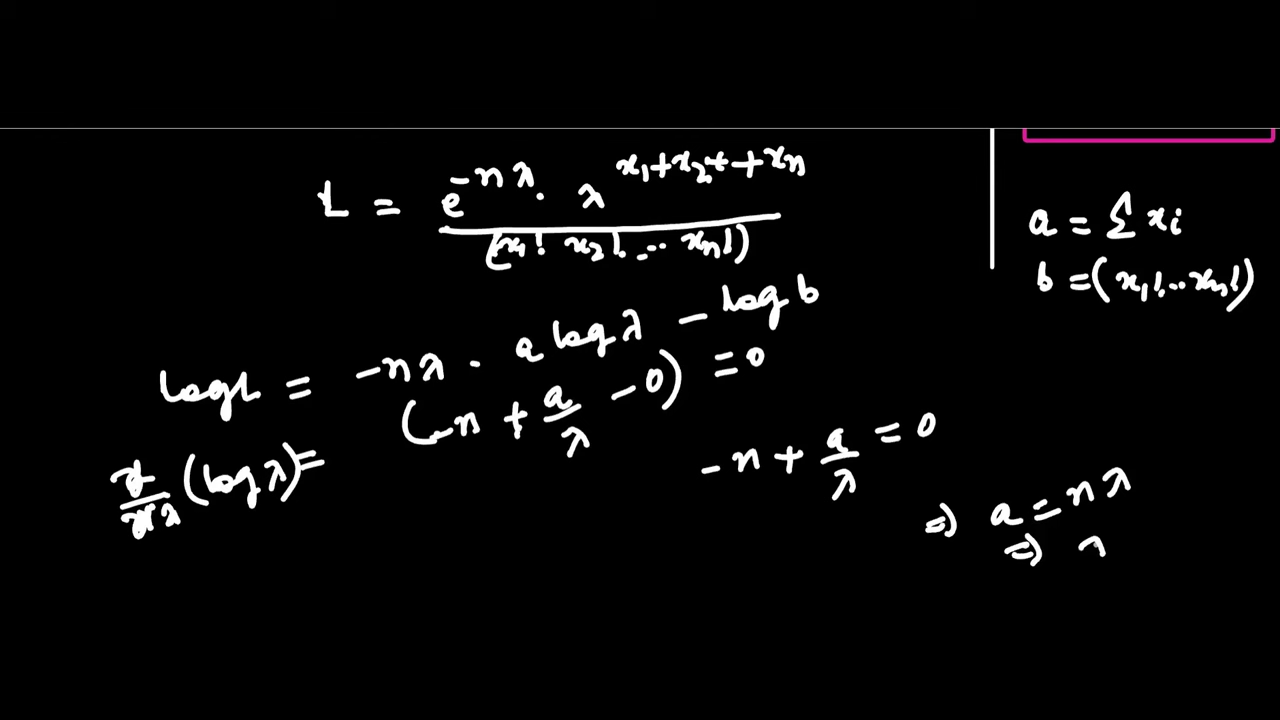 L = e^{-nλ} · λ^{x₁+x₂++xₙ} / (x₁! x₂! ... xₙ!)
a = Σ xᵢ
b = (x₁!..xₙ!)
log L = -nλ · a log λ - log b
∂/∂λ (log λ) = (-n + a/λ - 0) = 0
-n + a/λ = 0
⇒ a = nλ
⇒ λ